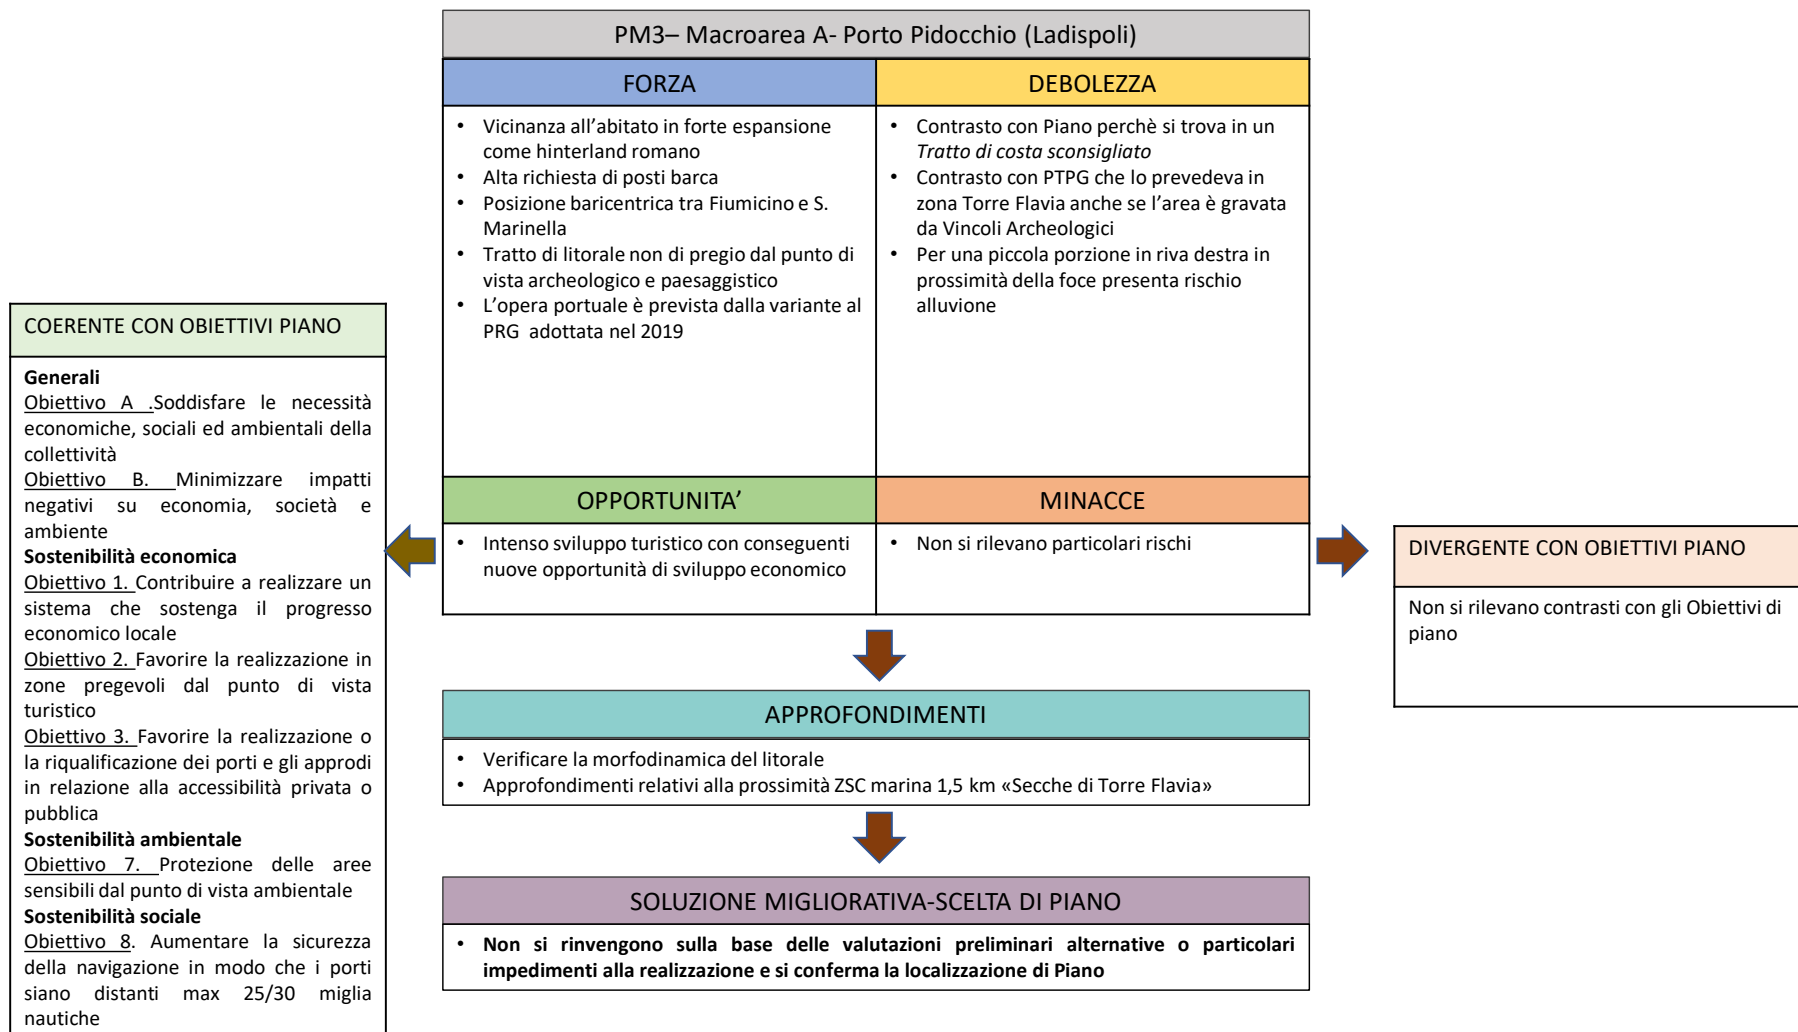 PM3– Macroarea A- Porto Pidocchio (Ladispoli)
FORZA
• Vicinanza all’abitato in forte espansione
come hinterland romano
• Alta richiesta di posti barca
• Posizione baricentrica tra Fiumicino e S.
Marinella
• Tratto di litorale non di pregio dal punto di
vista archeologico e paesaggistico
• L’opera portuale è prevista dalla variante al
PRG adottata nel 2019
DEBOLEZZA
• Contrasto con Piano perchè si trova in un
Tratto di costa sconsigliato
• Contrasto con PTPG che lo prevedeva in
zona Torre Flavia anche se l’area è gravata
da Vincoli Archeologici
• Per una piccola porzione in riva destra in
prossimità della foce presenta rischio
alluvione
OPPORTUNITA’
• Intenso sviluppo turistico con conseguenti
nuove opportunità di sviluppo economico
MINACCE
• Non si rilevano particolari rischi
COERENTE CON OBIETTIVI PIANO
Generali
Obiettivo A .Soddisfare le necessità
economiche, sociali ed ambientali della
collettività
Obiettivo B. Minimizzare impatti
negativi su economia, società e
ambiente
Sostenibilità economica
Obiettivo 1. Contribuire a realizzare un
sistema che sostenga il progresso
economico locale
Obiettivo 2. Favorire la realizzazione in
zone pregevoli dal punto di vista
turistico
Obiettivo 3. Favorire la realizzazione o
la riqualificazione dei porti e gli approdi
in relazione alla accessibilità privata o
pubblica
Sostenibilità ambientale
Obiettivo 7. Protezione delle aree
sensibili dal punto di vista ambientale
Sostenibilità sociale
Obiettivo 8. Aumentare la sicurezza
della navigazione in modo che i porti
siano distanti max 25/30 miglia
nautiche
DIVERGENTE CON OBIETTIVI PIANO
Non si rilevano contrasti con gli Obiettivi di
piano
APPROFONDIMENTI
• Verificare la morfodinamica del litorale
• Approfondimenti relativi alla prossimità ZSC marina 1,5 km «Secche di Torre Flavia»
SOLUZIONE MIGLIORATIVA-SCELTA DI PIANO
• Non si rinvengono sulla base delle valutazioni preliminari alternative o particolari
impedimenti alla realizzazione e si conferma la localizzazione di Piano